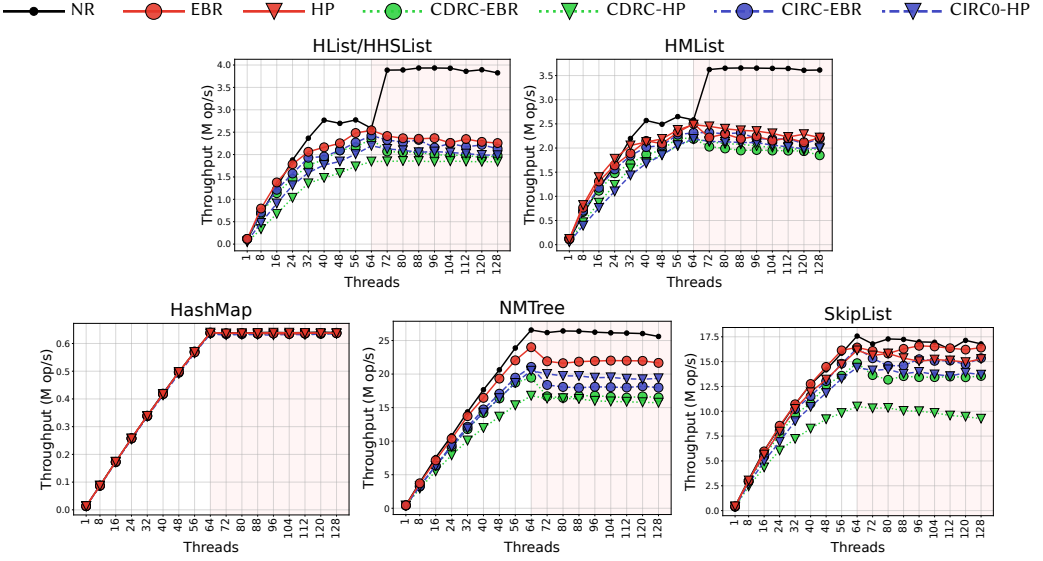 NR EBR HP CDRC-EBR CDRC-HP CIRC-EBR CIRC0-HP
HList/HHSList
Throughput (M op/s)
4.0
3.5
3.0
2.5
2.0
1.5
1.0
0.5
0.0
1 8 16 24 32 40 48 56 64 72 80 88 96 104 112 120 128
Threads
HMList
Throughput (M op/s)
3.5
3.0
2.5
2.0
1.5
1.0
0.5
0.0
1 8 16 24 32 40 48 56 64 72 80 88 96 104 112 120 128
Threads
HashMap
Throughput (M op/s)
0.6
0.5
0.4
0.3
0.2
0.1
0.0
1 8 16 24 32 40 48 56 64 72 80 88 96 104 112 120 128
Threads
NMTree
Throughput (M op/s)
25
20
15
10
5
0
1 8 16 24 32 40 48 56 64 72 80 88 96 104 112 120 128
Threads
SkipList
Throughput (M op/s)
17.5
15.0
12.5
10.0
7.5
5.0
2.5
0.0
1 8 16 24 32 40 48 56 64 72 80 88 96 104 112 120 128
Threads